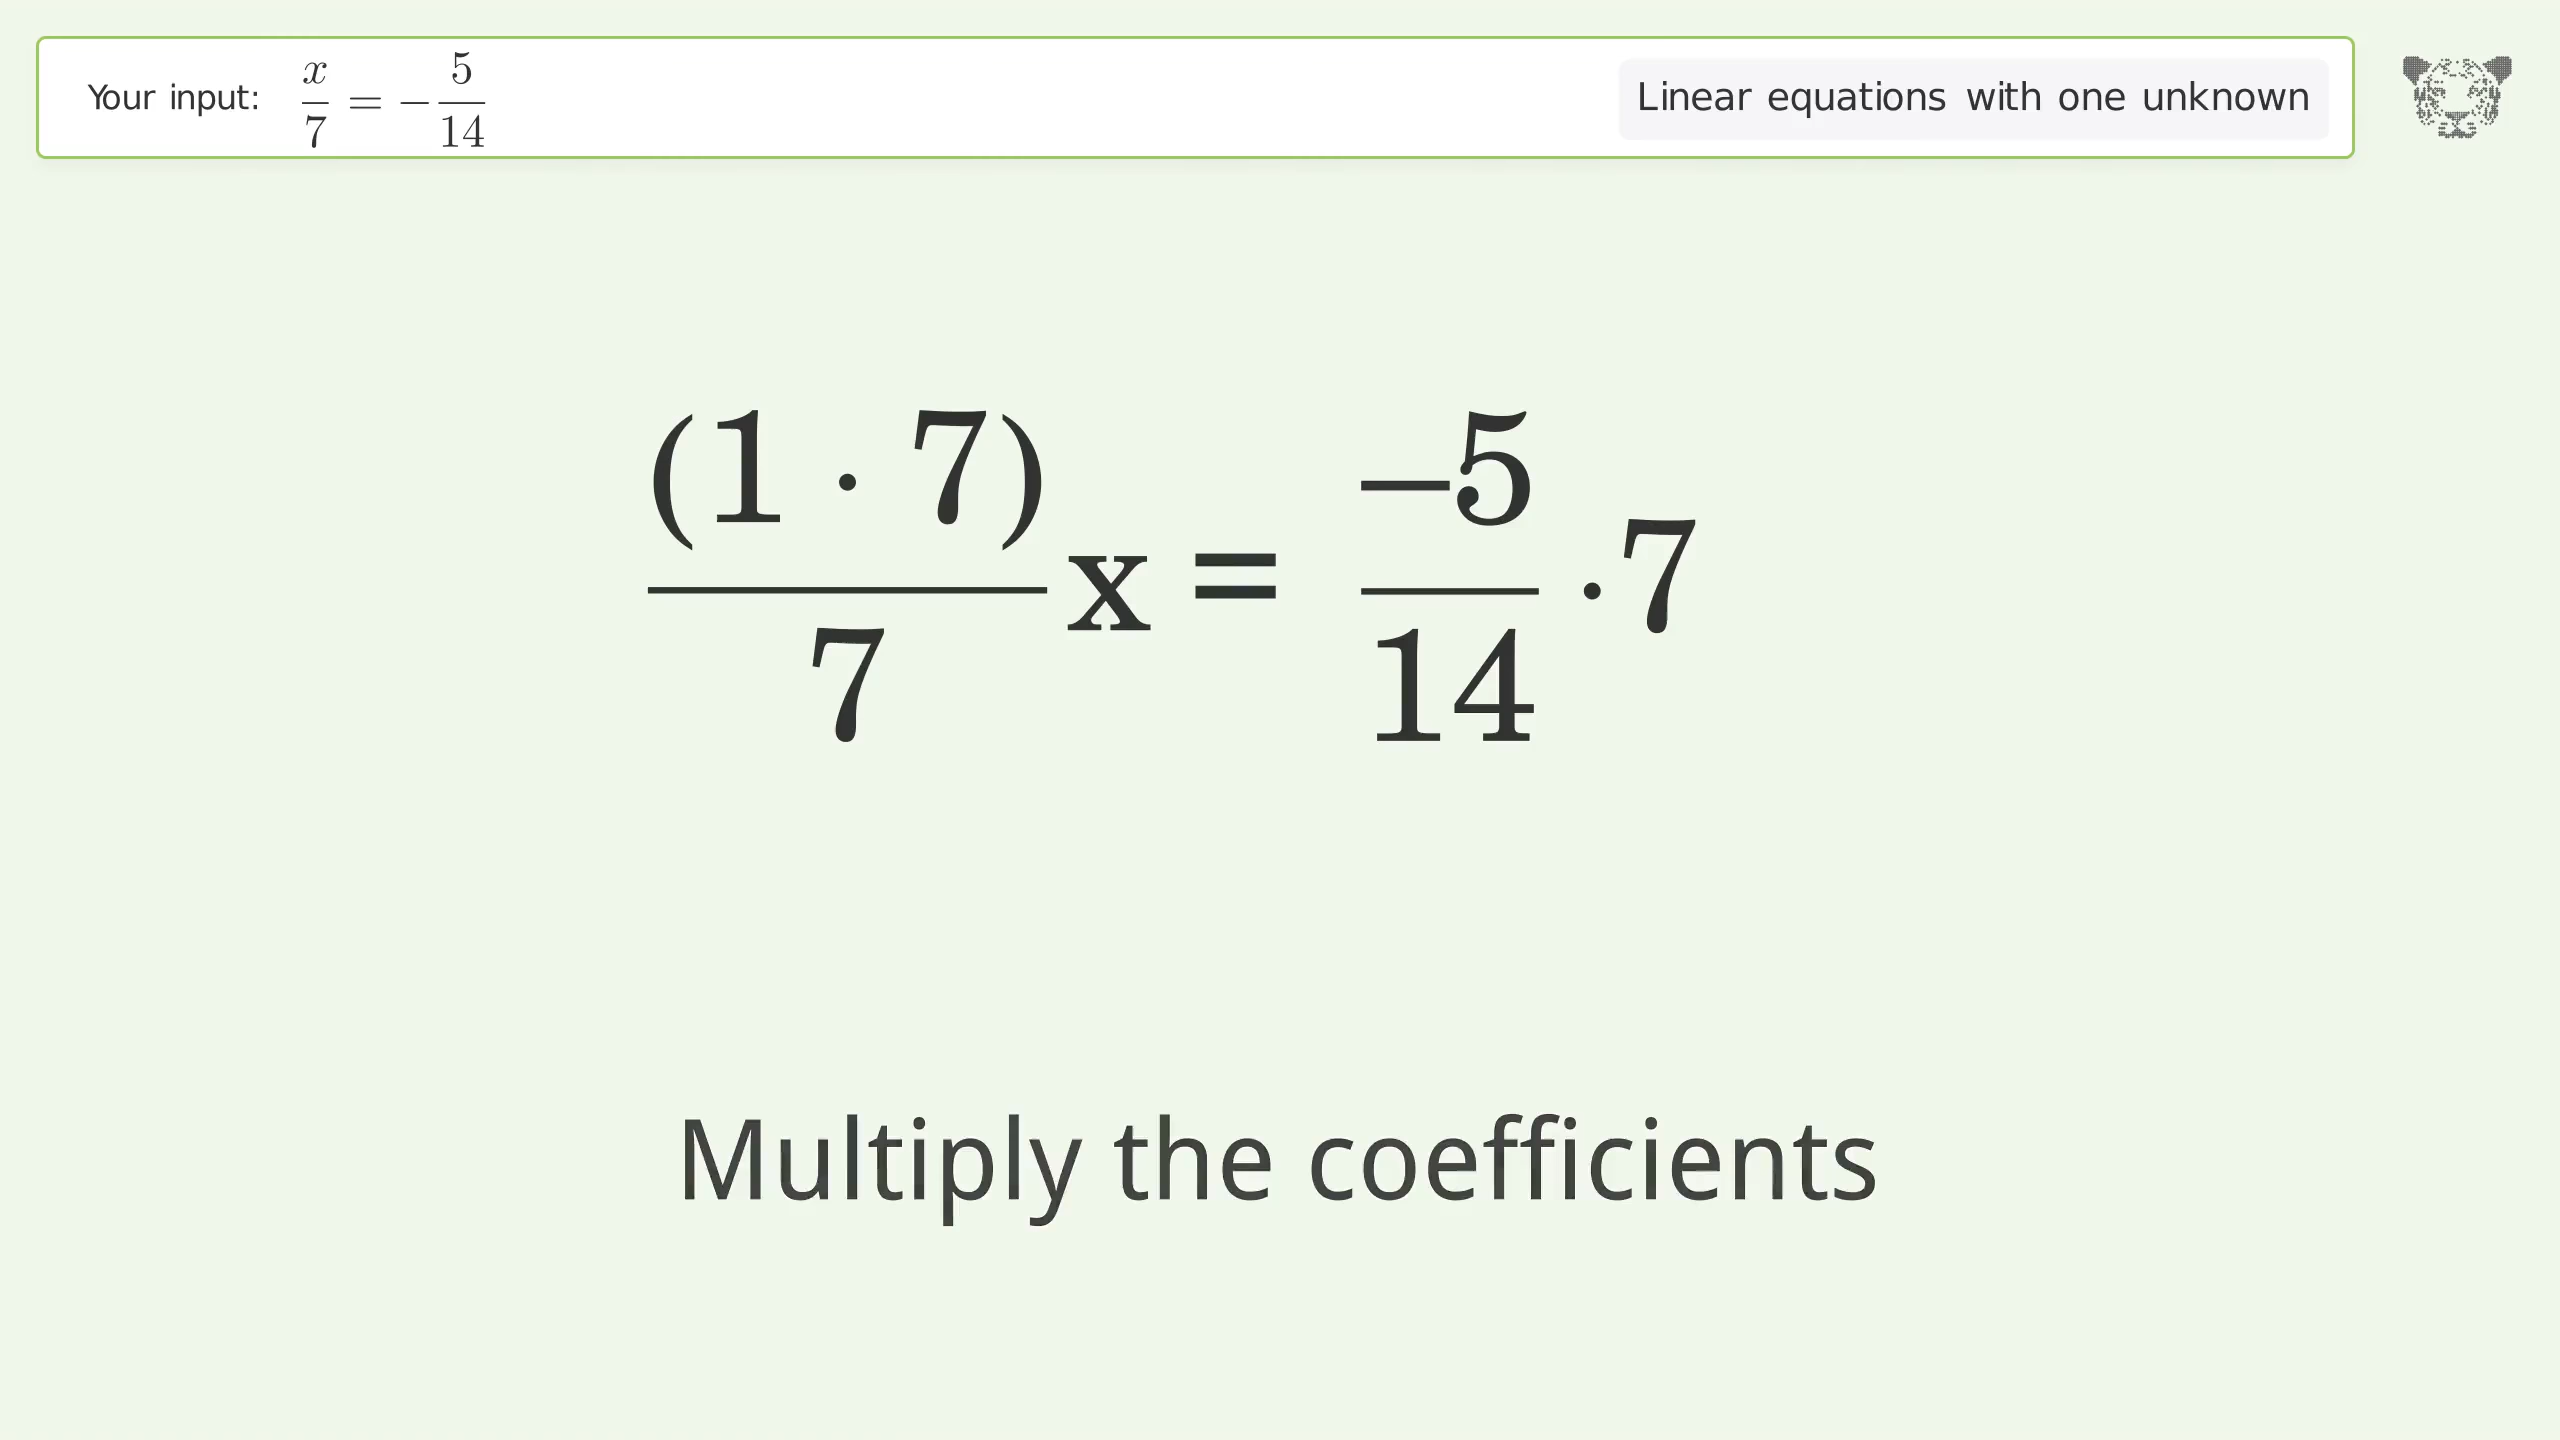 Your input: x/7 = -5/14
Linear equations with one unknown
(1 · 7)/7 x = -5/14 · 7
Multiply the coefficients